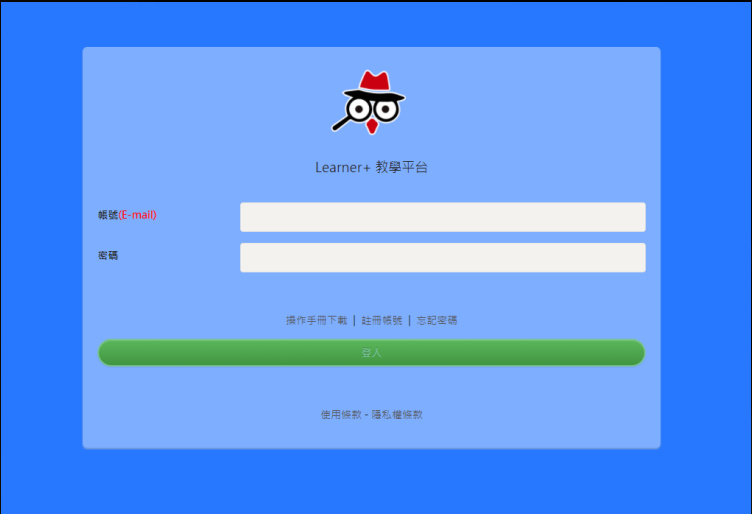 Learner+ 教學平台
帳號(E-mail)
密碼
操作手冊下載 | 註冊帳號 | 忘記密碼
登入
使用條款 - 隱私權條款